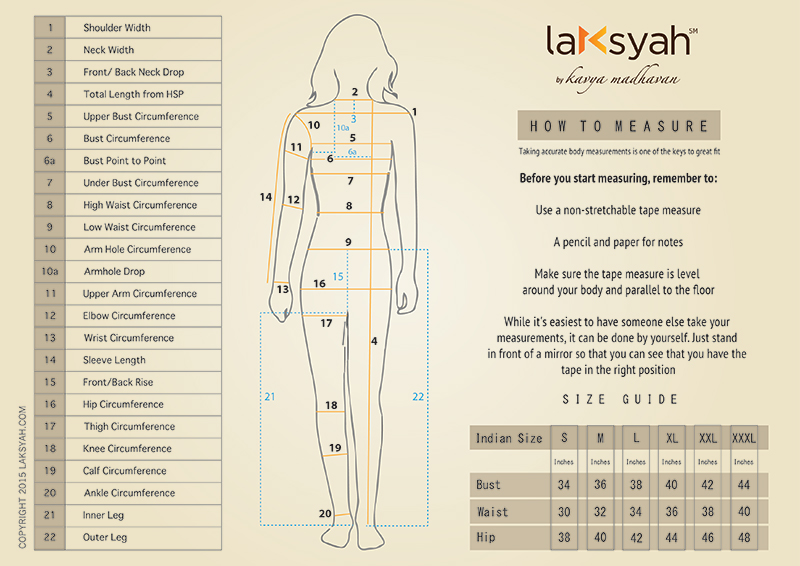 1 Shoulder Width
2 Neck Width
3 Front/ Back Neck Drop
4 Total Length from HSP
5 Upper Bust Circumference
6 Bust Circumference
6a Bust Point to Point
7 Under Bust Circumference
8 High Waist Circumference
9 Low Waist Circumference
10 Arm Hole Circumference
10a Armhole Drop
11 Upper Arm Circumference
12 Elbow Circumference
13 Wrist Circumference
14 Sleeve Length
15 Front/Back Rise
16 Hip Circumference
17 Thigh Circumference
18 Knee Circumference
19 Calf Circumference
20 Ankle Circumference
21 Inner Leg
22 Outer Leg
COPYRIGHT 2015 LAKSYAH.COM
2
1
3
10
10a
5
11
6a
6
7
14
12
8
9
15
13
16
17
4
21
22
18
19
20
laKsyah SM
by kavya madhavan
HOW TO MEASURE
Taking accurate body measurements is one of the keys to great fit
Before you start measuring, remember to:
Use a non-stretchable tape measure
A pencil and paper for notes
Make sure the tape measure is level
around your body and parallel to the floor
While it's easiest to have someone else take your
measurements, it can be done by yourself. Just stand
in front of a mirror so that you can see that you have the
tape in the right position
SIZE GUIDE
Indian Size S M L XL XXL XXXL
Inches Inches Inches Inches Inches Inches
Bust 34 36 38 40 42 44
Waist 30 32 34 36 38 40
Hip 38 40 42 44 46 48